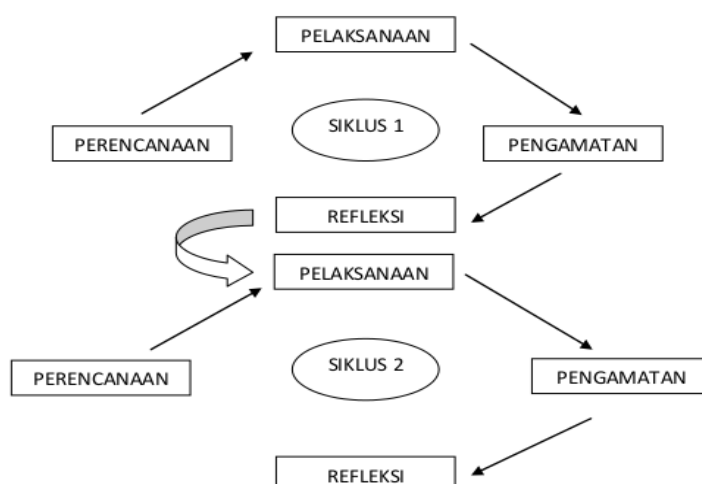 PELAKSANAAN
PERENCANAAN
SIKLUS 1
PENGAMATAN
REFLEKSI
PELAKSANAAN
PERENCANAAN
SIKLUS 2
PENGAMATAN
REFLEKSI